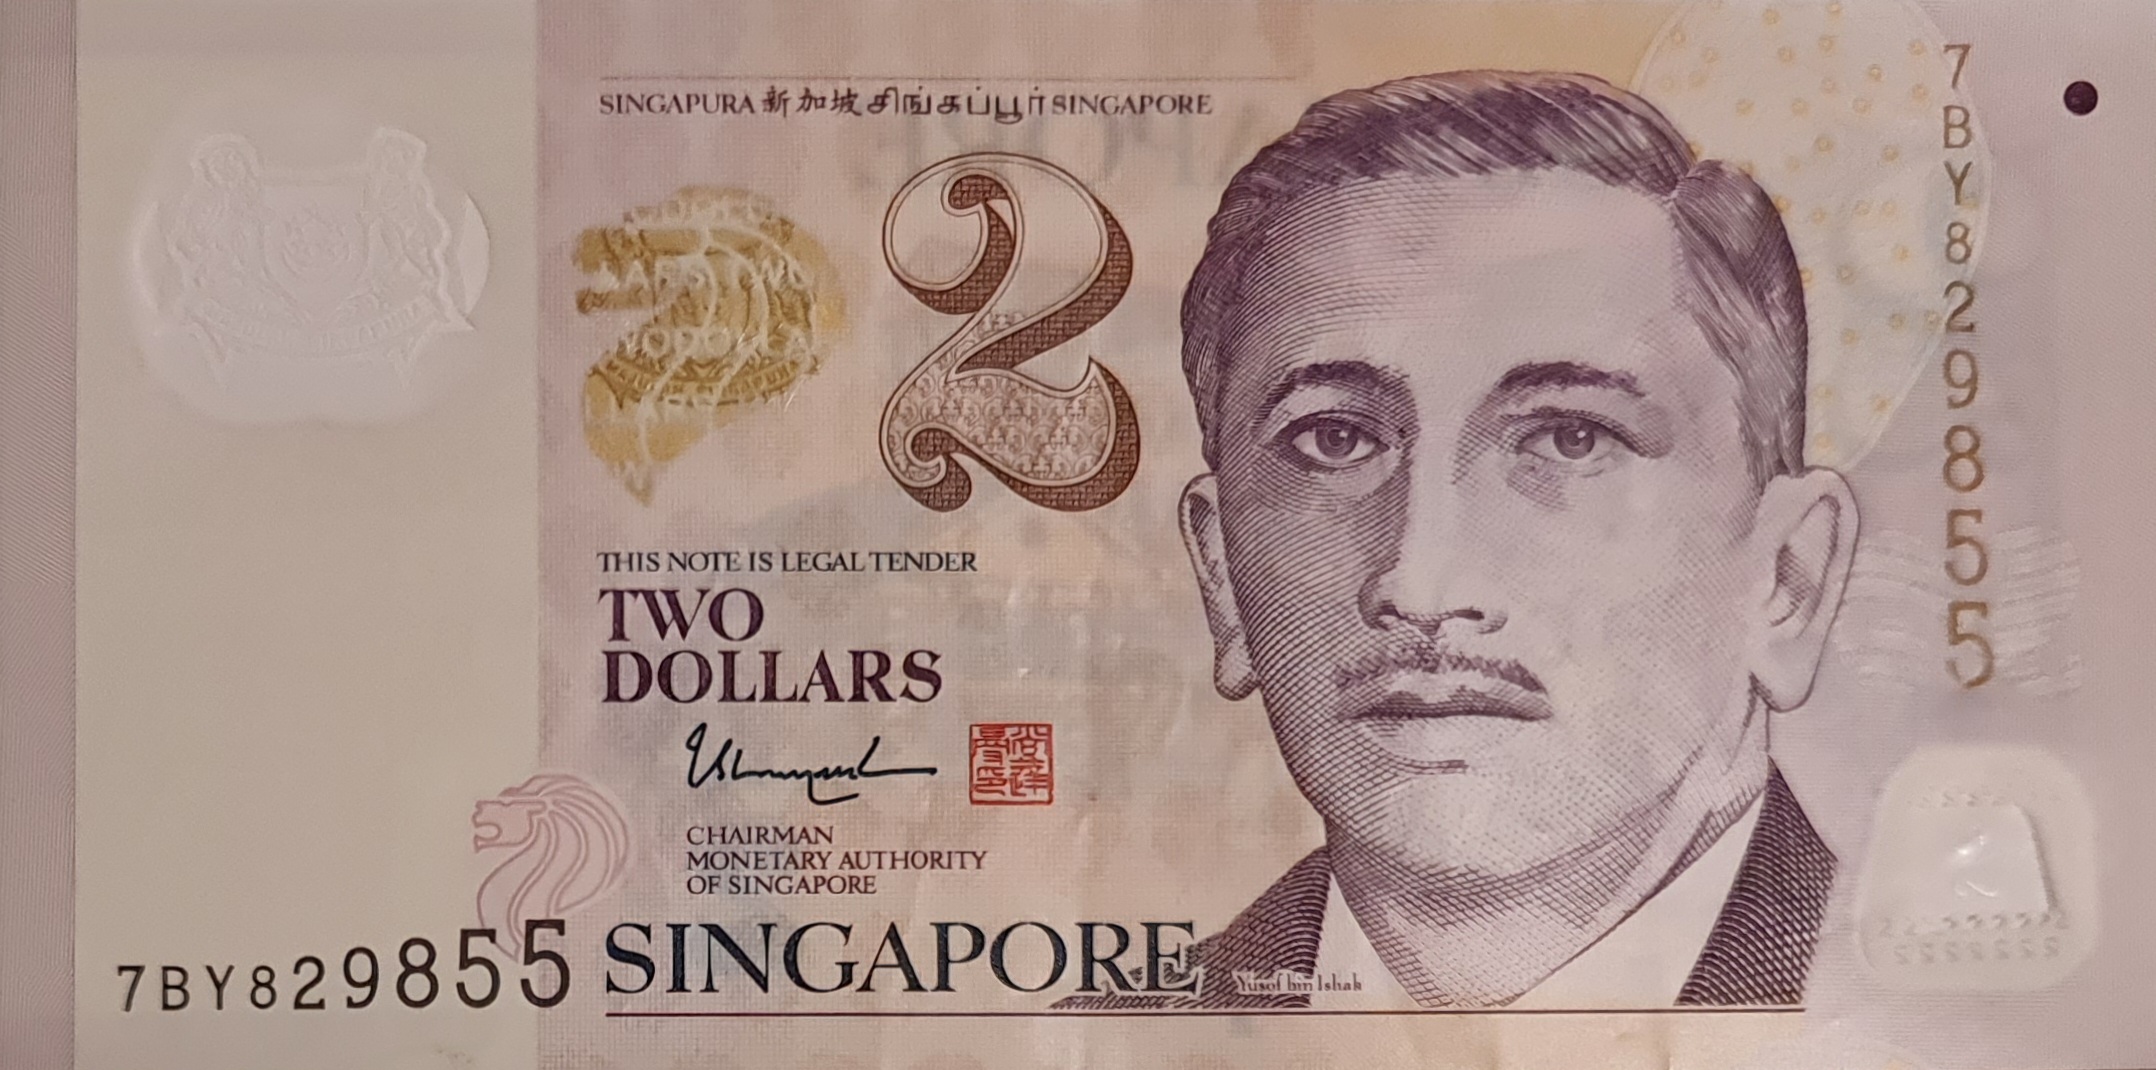 SINGAPURA 新加坡 சிங்கப்பூர் SINGAPORE
2
THIS NOTE IS LEGAL TENDER
TWO
DOLLARS
CHAIRMAN
MONETARY AUTHORITY
OF SINGAPORE
7BY829855
SINGAPORE
Yusof bin Ishak
7BY829855